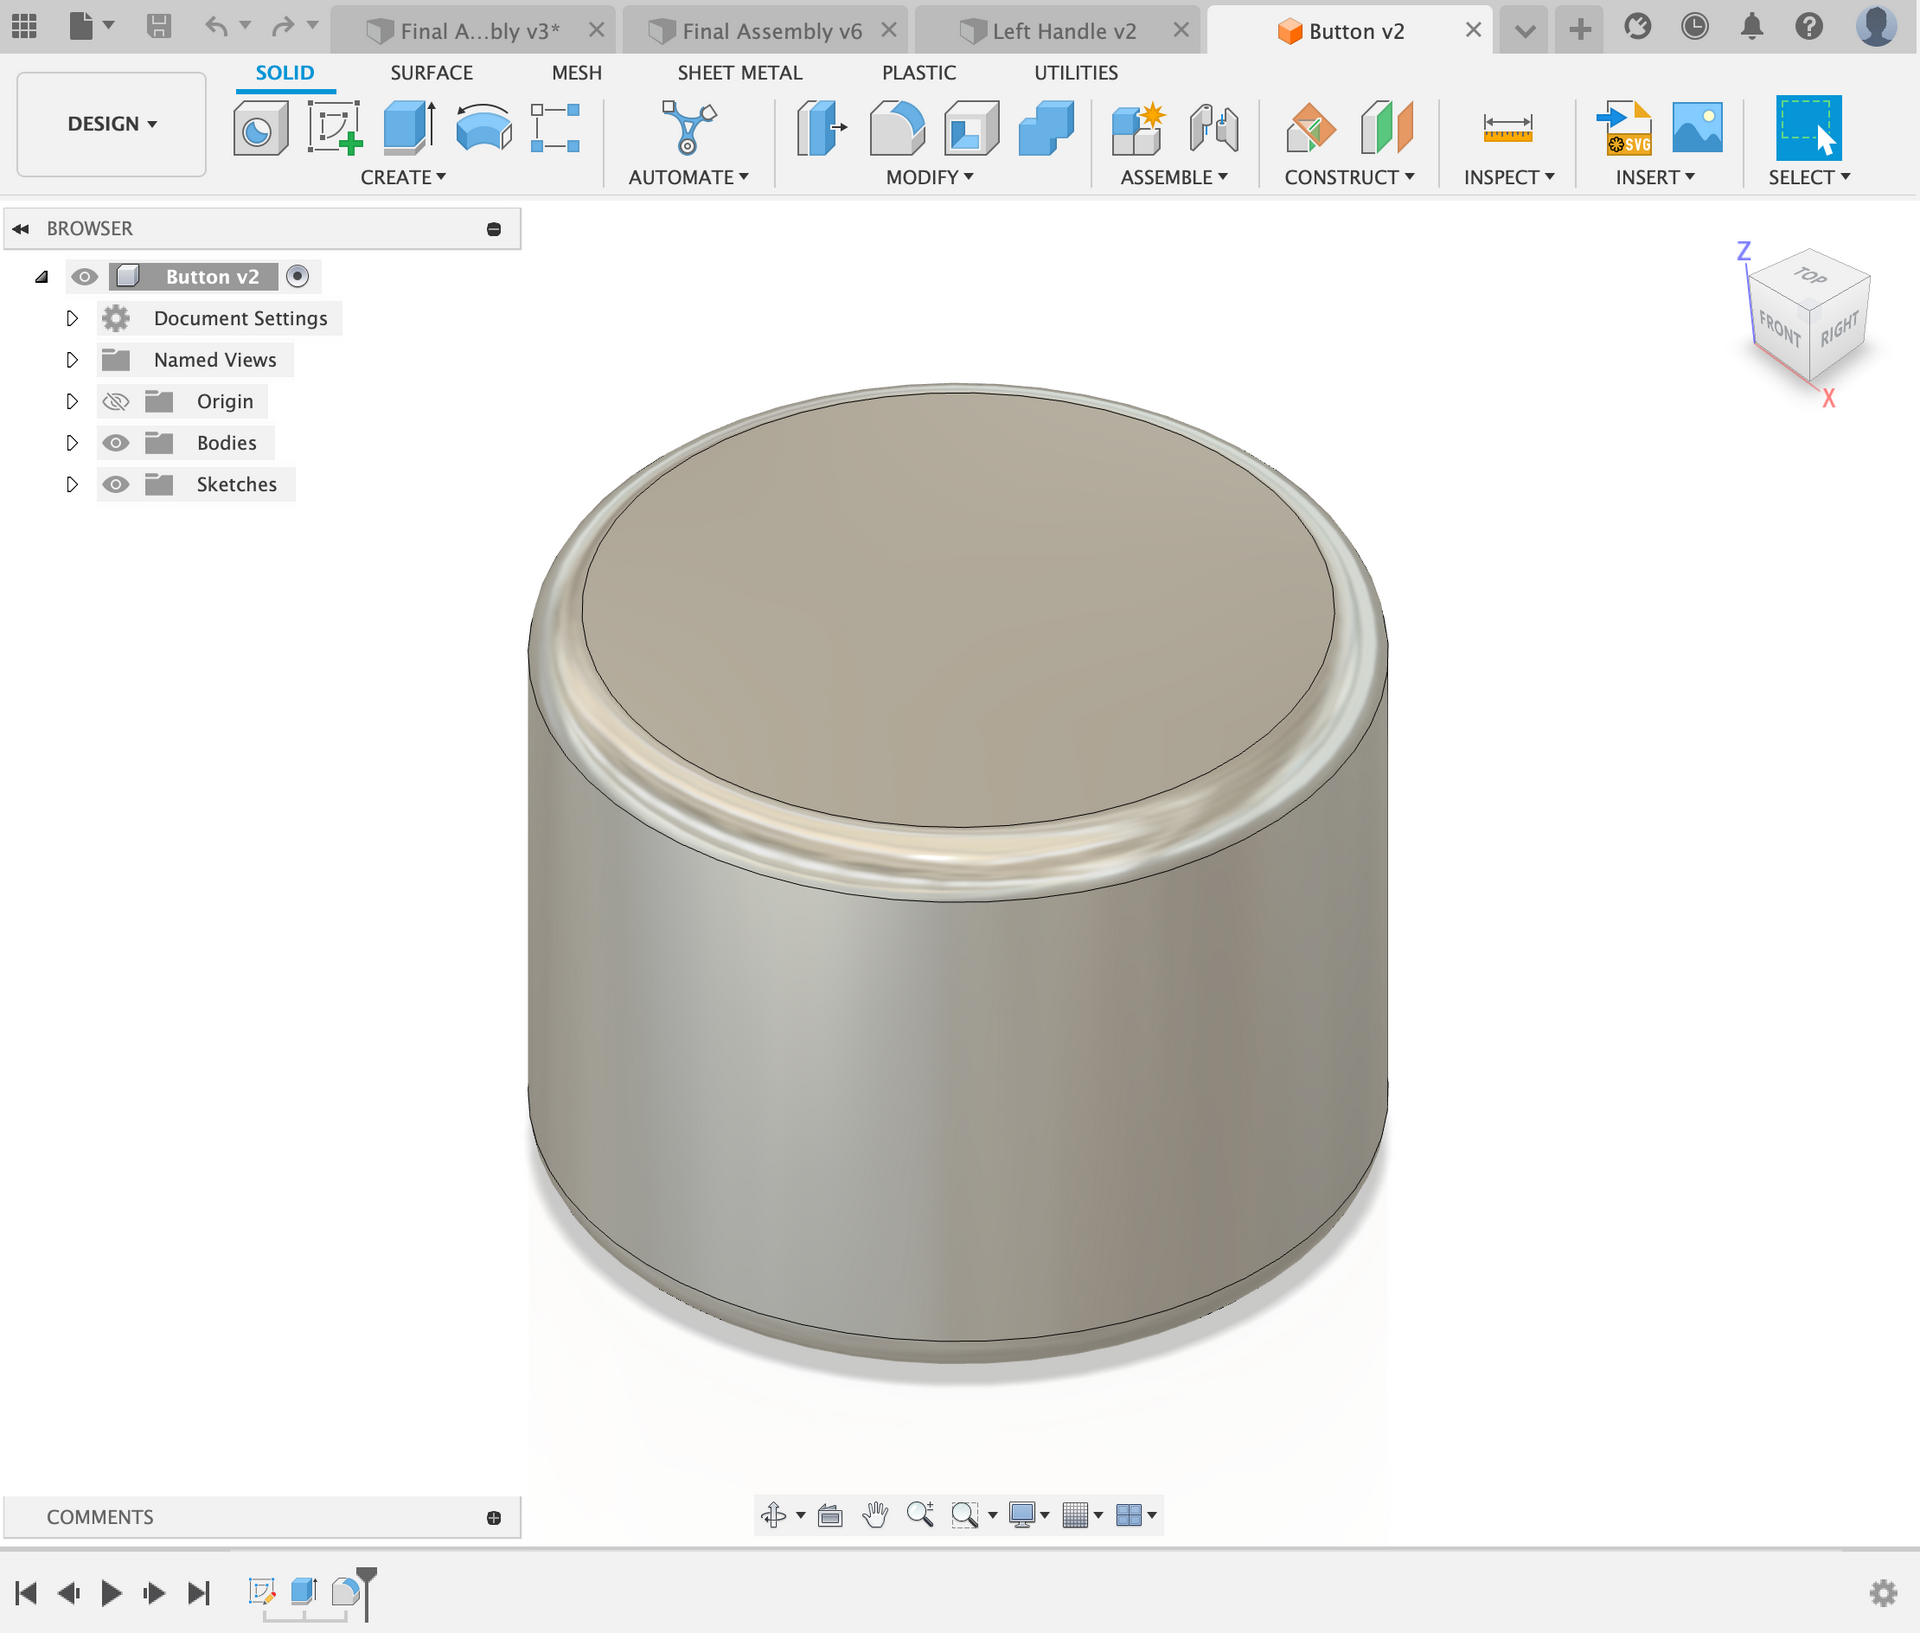 Final A...bly v3*
Final Assembly v6
Left Handle v2
Button v2
SOLID
SURFACE
MESH
SHEET METAL
PLASTIC
UTILITIES
DESIGN
SVG
CREATE
AUTOMATE
MODIFY
ASSEMBLE
CONSTRUCT
INSPECT
INSERT
SELECT
BROWSER
Button v2
Document Settings
Named Views
Origin
Bodies
Sketches
Z
TOP
FRONT
RIGHT
X
COMMENTS